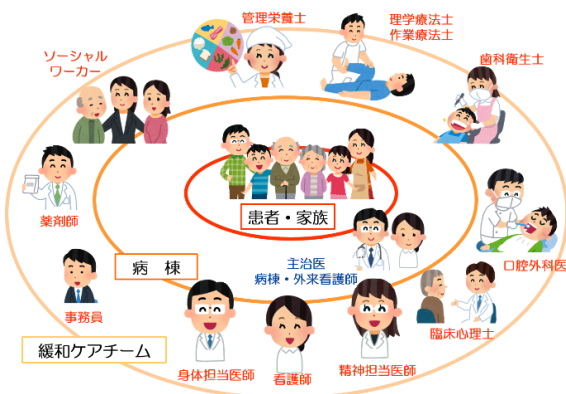 管理栄養士
理学療法士
作業療法士
ソーシャル
ワーカー
歯科衛生士
薬剤師
患者・家族
口腔外科医
病　棟
主治医
病棟・外来看護師
事務員
臨床心理士
緩和ケアチーム
身体担当医師
看護師
精神担当医師